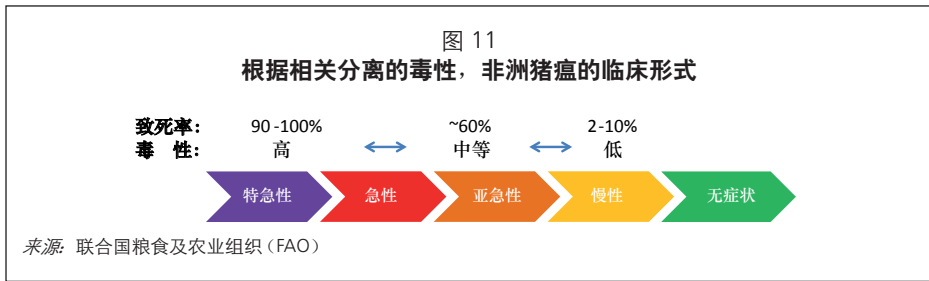 图 11
根据相关分离的毒性，非洲猪瘟的临床形式
致死率： 90-100% ~60% 2-10%
毒 性： 高 中等 低
特急性 急性 亚急性 慢性 无症状
来源: 联合国粮食及农业组织（FAO）